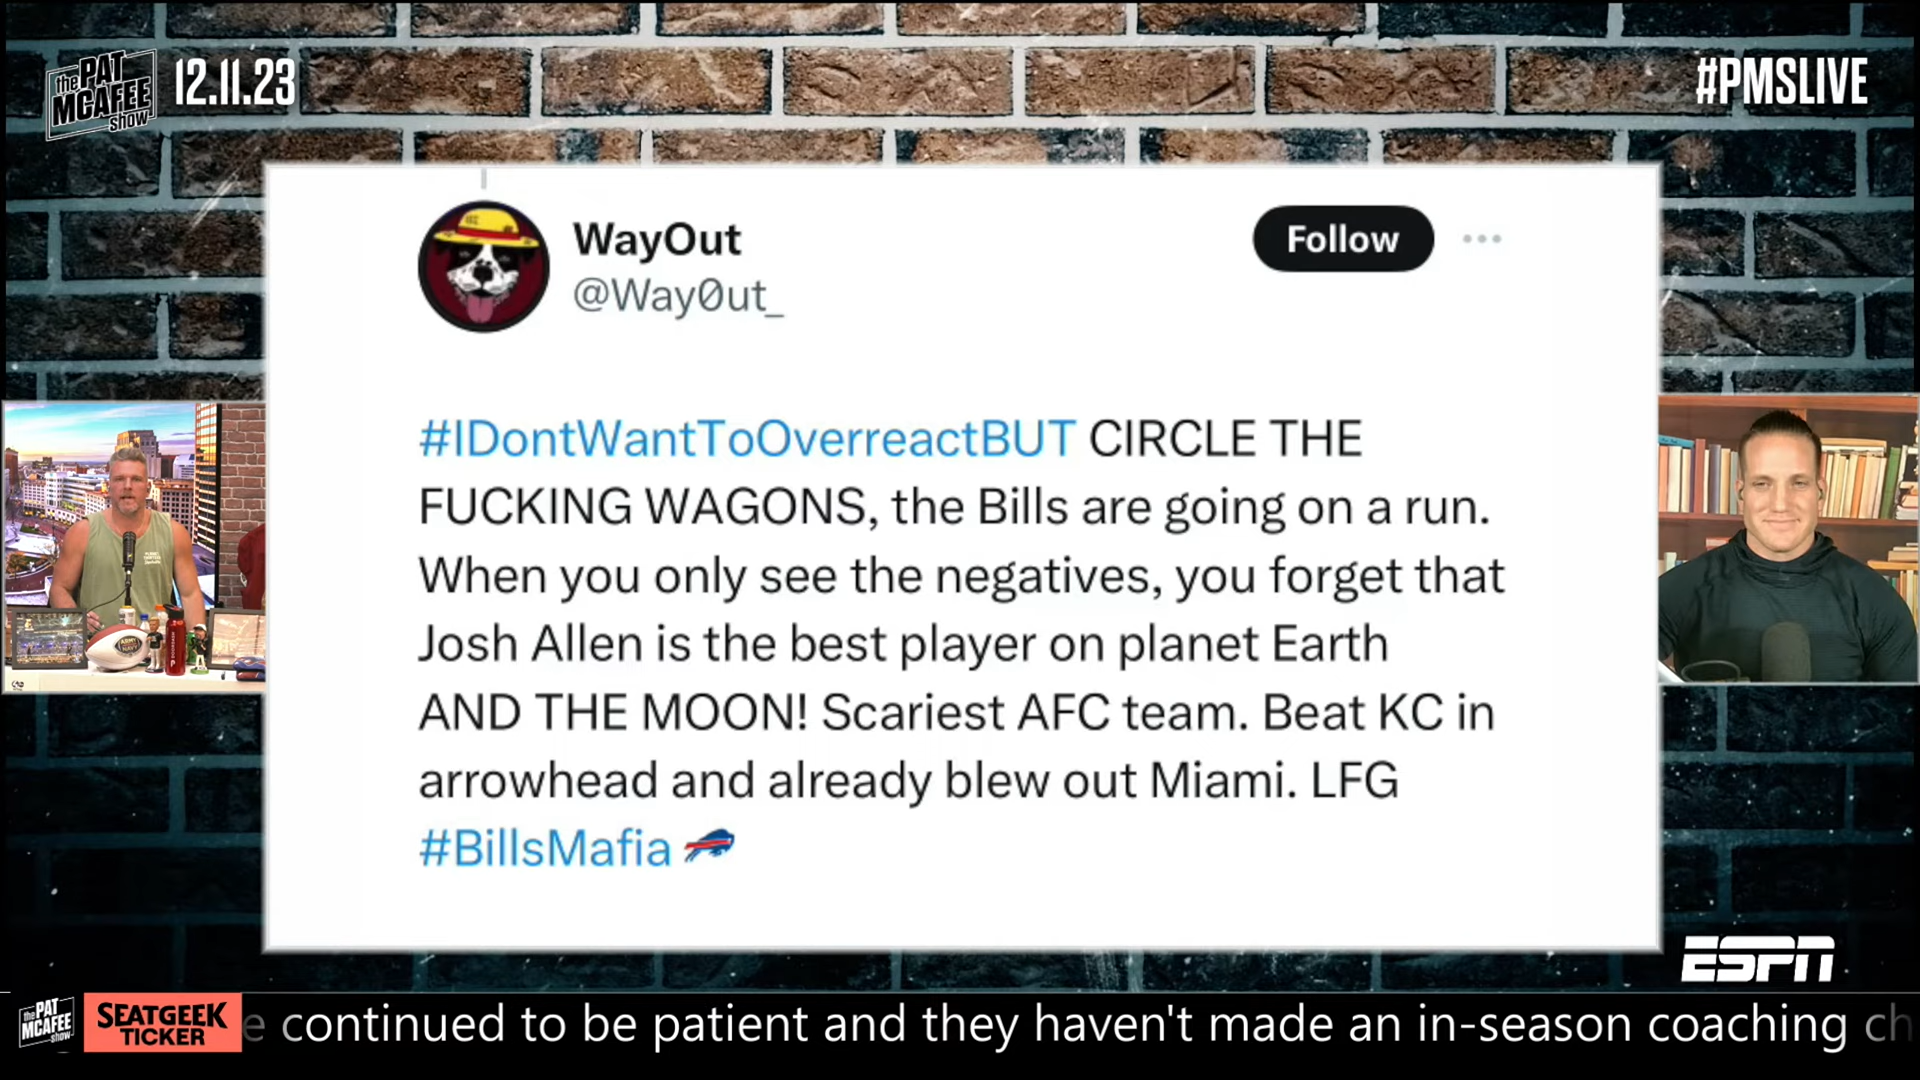 the PAT MCAFEE show
12.11.23
#PMSLIVE
WayOut
@Way0ut_
Follow
#IDontWantToOverreactBUT CIRCLE THE
FUCKING WAGONS, the Bills are going on a run.
When you only see the negatives, you forget that
Josh Allen is the best player on planet Earth
AND THE MOON! Scariest AFC team. Beat KC in
arrowhead and already blew out Miami. LFG
#BillsMafia
ESPN
the PAT MCAFEE show
SEATGEEK
TICKER
e continued to be patient and they haven't made an in-season coaching ch